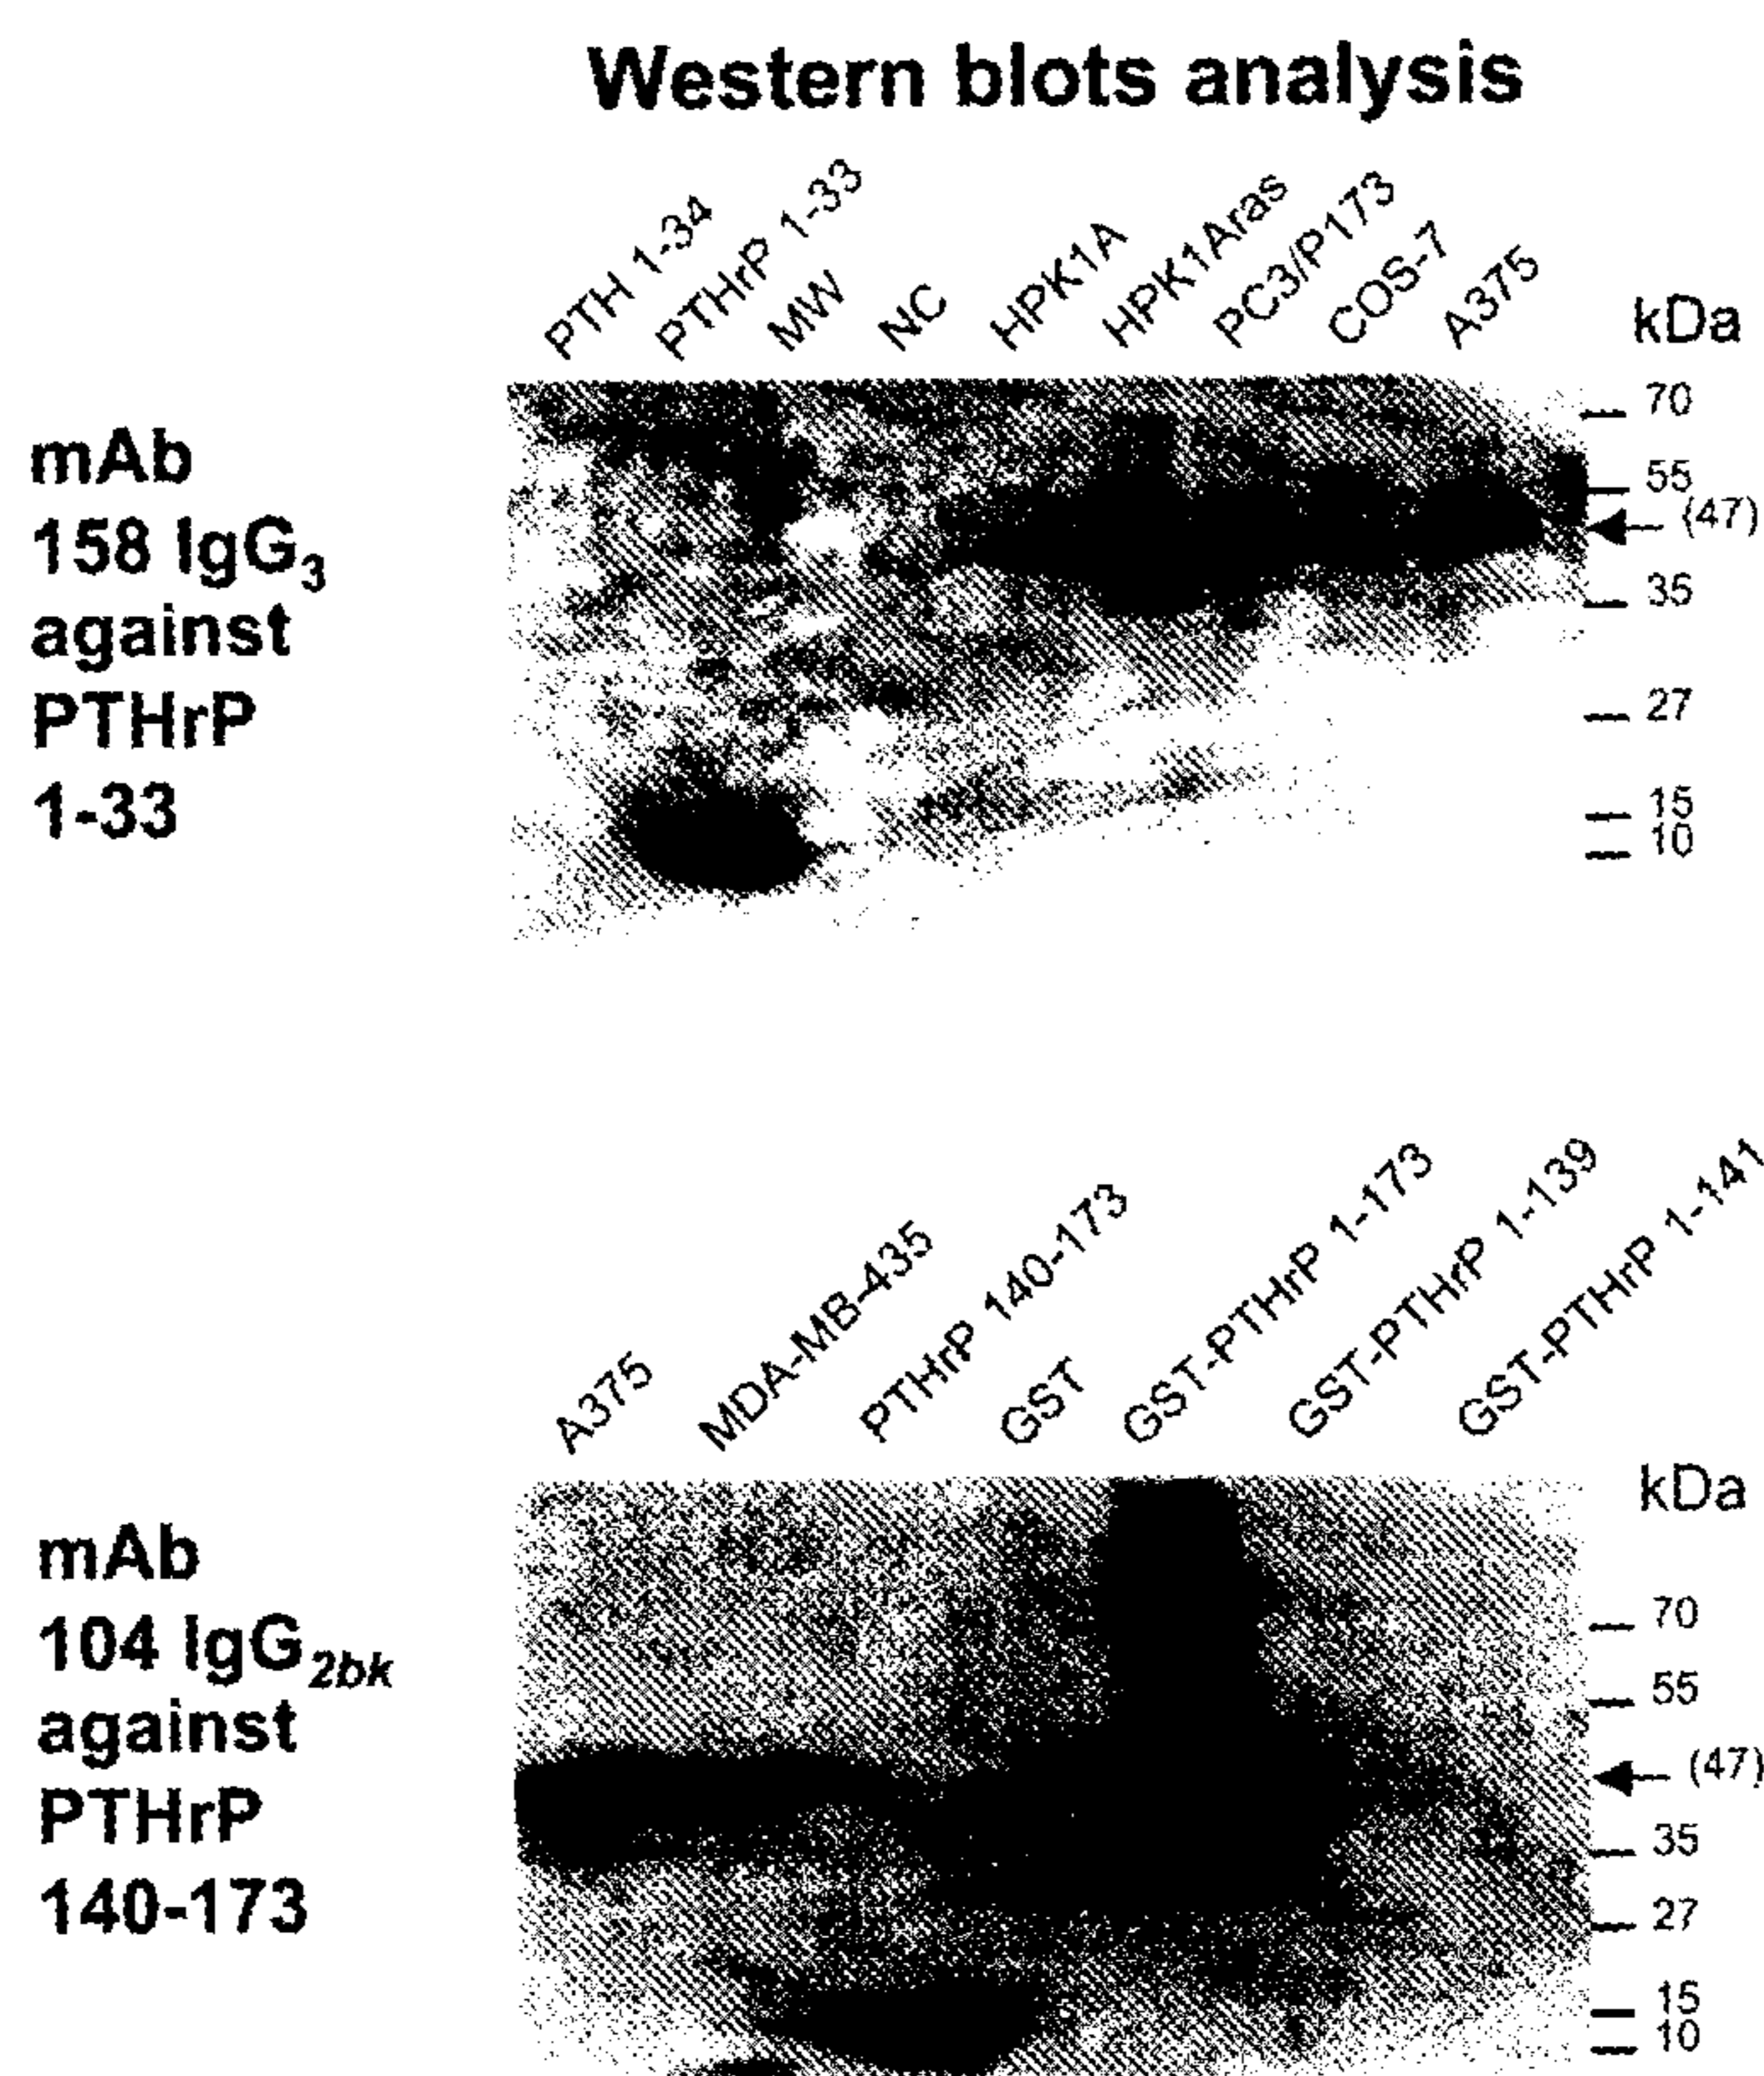 Western blots analysis
PTH 1-34
PTHrP 1-33
MW
NC
HPK1A
HPK1Aras
PC3/P173
COS-7
A375
kDa
70
55
(47)
35
27
15
10
mAb
158 IgG3
against
PTHrP
1-33
A375
MDA-MB-435
PTHrP 140-173
GST
GST-PTHrP 1-173
GST-PTHrP 1-139
GST-PTHrP 1-141
kDa
70
55
(47)
35
27
15
10
mAb
104 IgG2bk
against
PTHrP
140-173